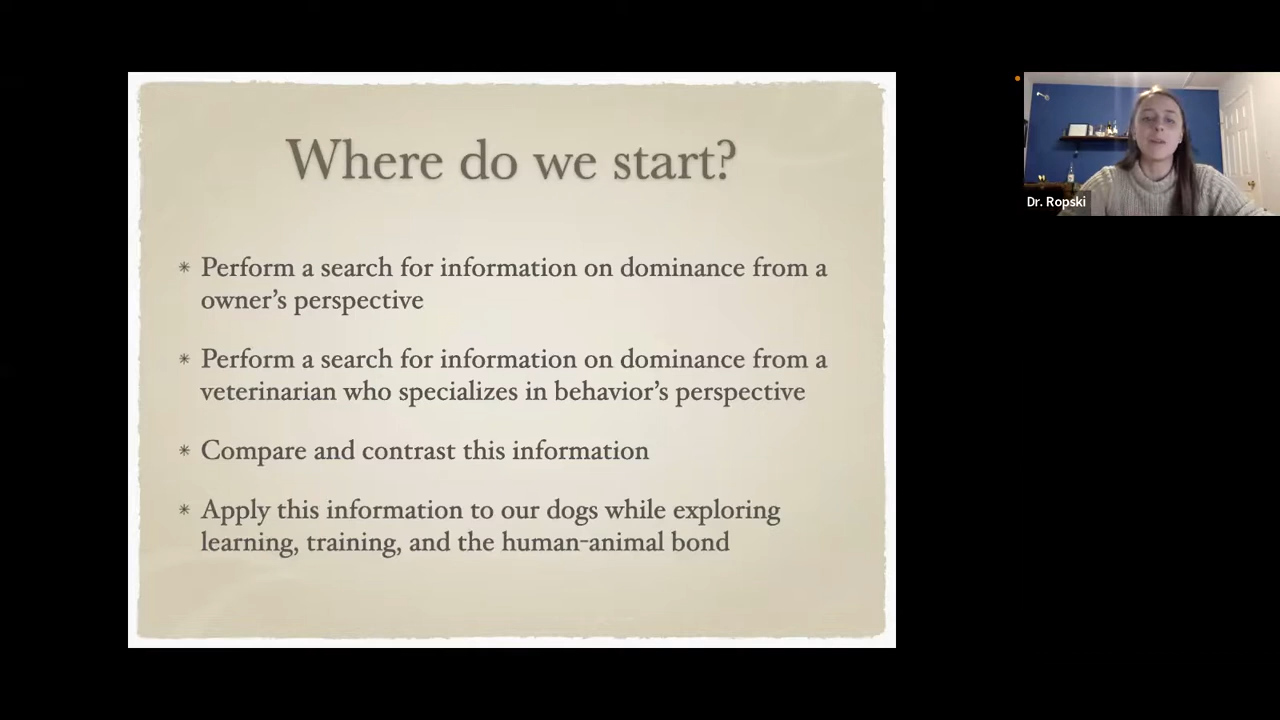 Where do we start?
* Perform a search for information on dominance from a
owner's perspective
* Perform a search for information on dominance from a
veterinarian who specializes in behavior's perspective
* Compare and contrast this information
* Apply this information to our dogs while exploring
learning, training, and the human-animal bond
Dr. Ropski